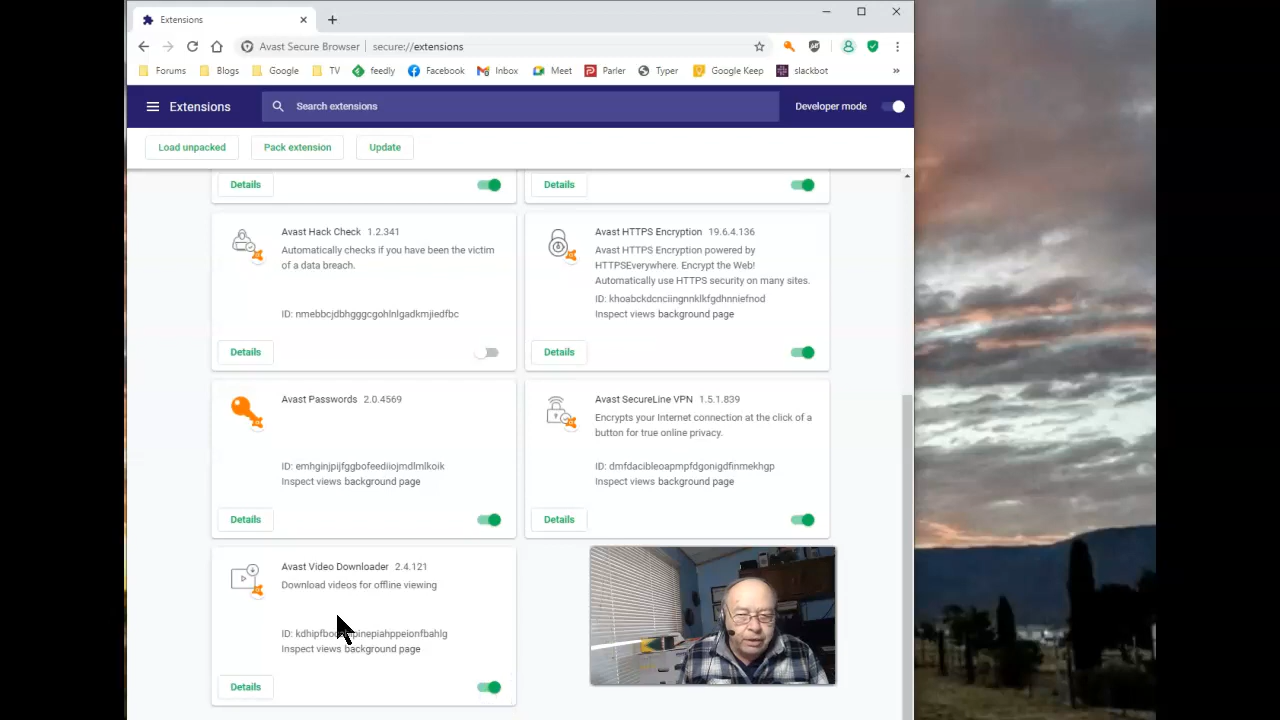 Extensions
Avast Secure Browser secure://extensions
Forums Blogs Google TV feedly Facebook Inbox Meet Parler Typer Google Keep slackbot »
Extensions Search extensions Developer mode
Load unpacked Pack extension Update
Details
Details
Avast Hack Check 1.2.341
Automatically checks if you have been the victim
of a data breach.
ID: nmebbcjdbhgggcgohlnlgadkmjiedfbc
Details
Avast HTTPS Encryption 19.6.4.136
Avast HTTPS Encryption powered by
HTTPSEverywhere. Encrypt the Web!
Automatically use HTTPS security on many sites.
ID: khoabckdcnciingnnklkfgdhnniefnod
Inspect views background page
Details
Avast Passwords 2.0.4569
ID: emhginjpijfggbofeediiojmdlmlkoik
Inspect views background page
Details
Avast SecureLine VPN 1.5.1.839
Encrypts your Internet connection at the click of a
button for true online privacy.
ID: dmfdacibleoapmpfdgonigdfinmekhgp
Inspect views background page
Details
Avast Video Downloader 2.4.121
Download videos for offline viewing
ID:
Inspect views background page
Details